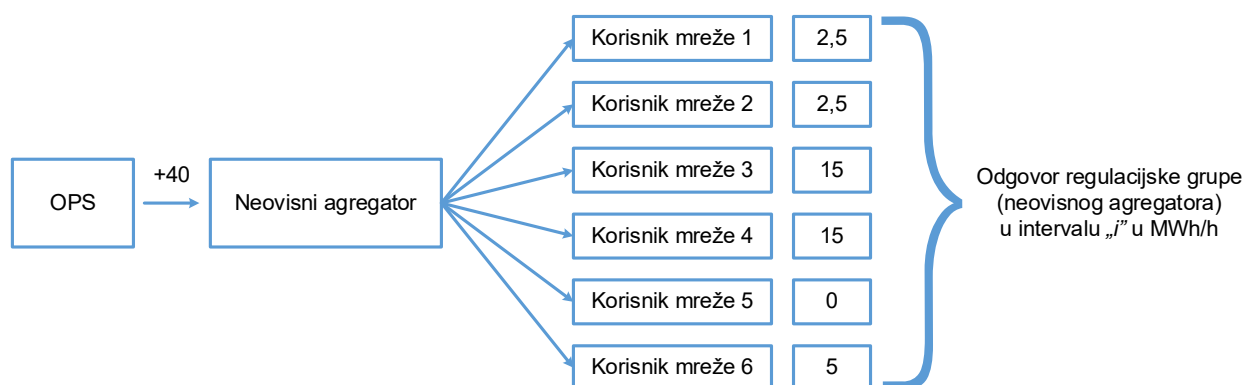 OPS
+40
Neovisni agregator
Korisnik mreže 1
2,5
Korisnik mreže 2
2,5
Korisnik mreže 3
15
Korisnik mreže 4
15
Korisnik mreže 5
0
Korisnik mreže 6
5
Odgovor regulacijske grupe
(neovisnog agregatora)
u intervalu „i” u MWh/h